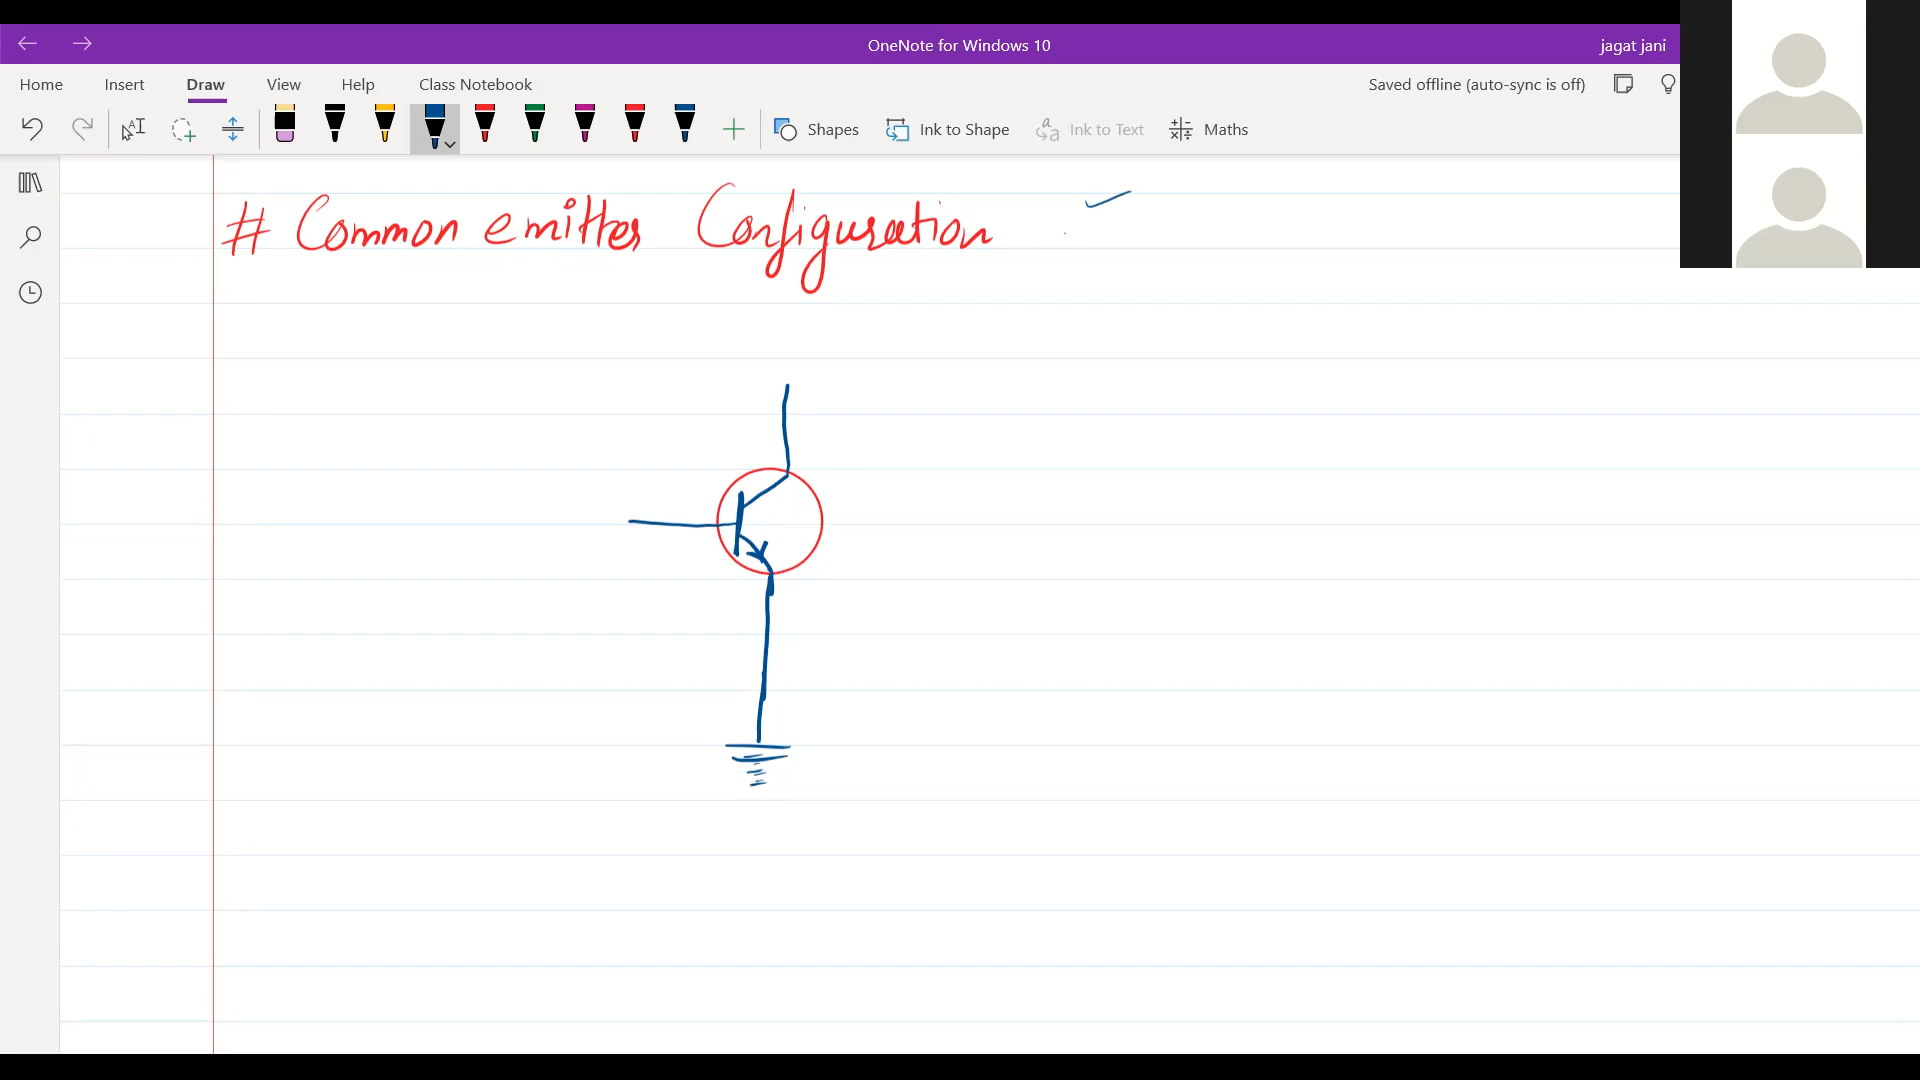 OneNote for Windows 10
jagat jani
Home Insert Draw View Help Class Notebook
Saved offline (auto-sync is off)
Shapes Ink to Shape Ink to Text Maths
# Common emitter Configuration